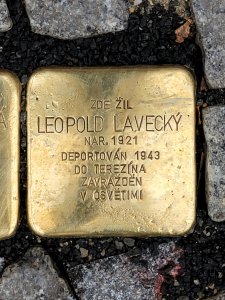 ZDE ŽIL
LEOPOLD LAVECKÝ
NAR. 1921
DEPORTOVÁN 1943
DO TEREZÍNA
ZAVRAŽDĚN
V OSVĚTIMI